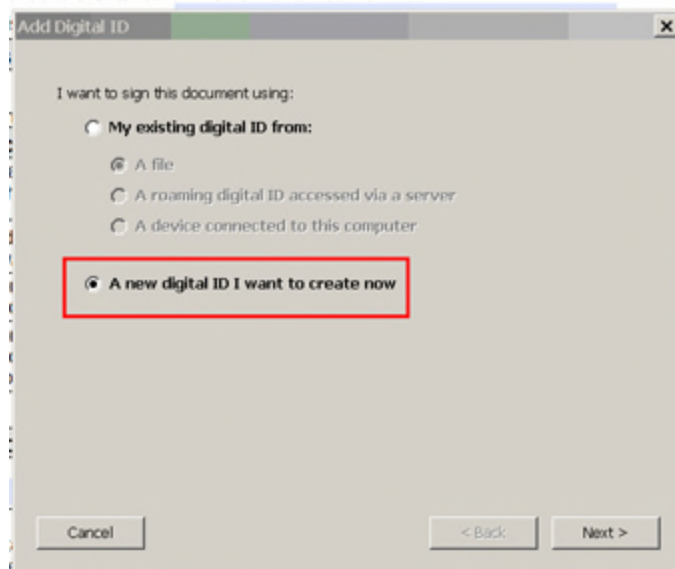 Add Digital ID
I want to sign this document using:
My existing digital ID from:
A file
A roaming digital ID accessed via a server
A device connected to this computer
A new digital ID I want to create now
Cancel
< Back
Next >